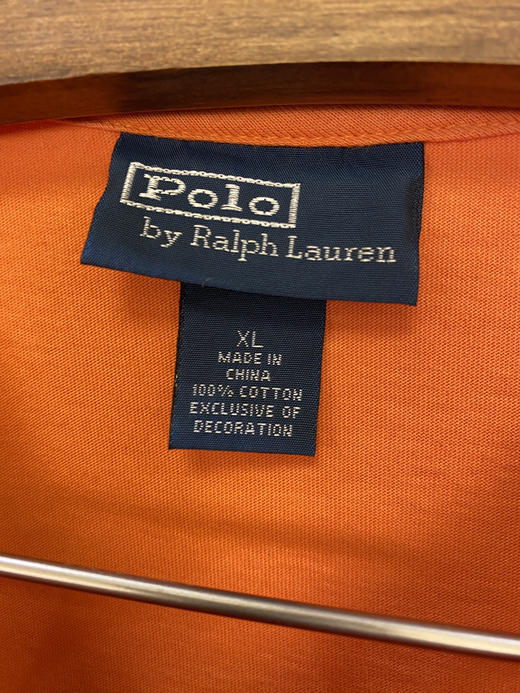 Polo
by Ralph Lauren
XL
MADE IN
CHINA
100% COTTON
EXCLUSIVE OF
DECORATION